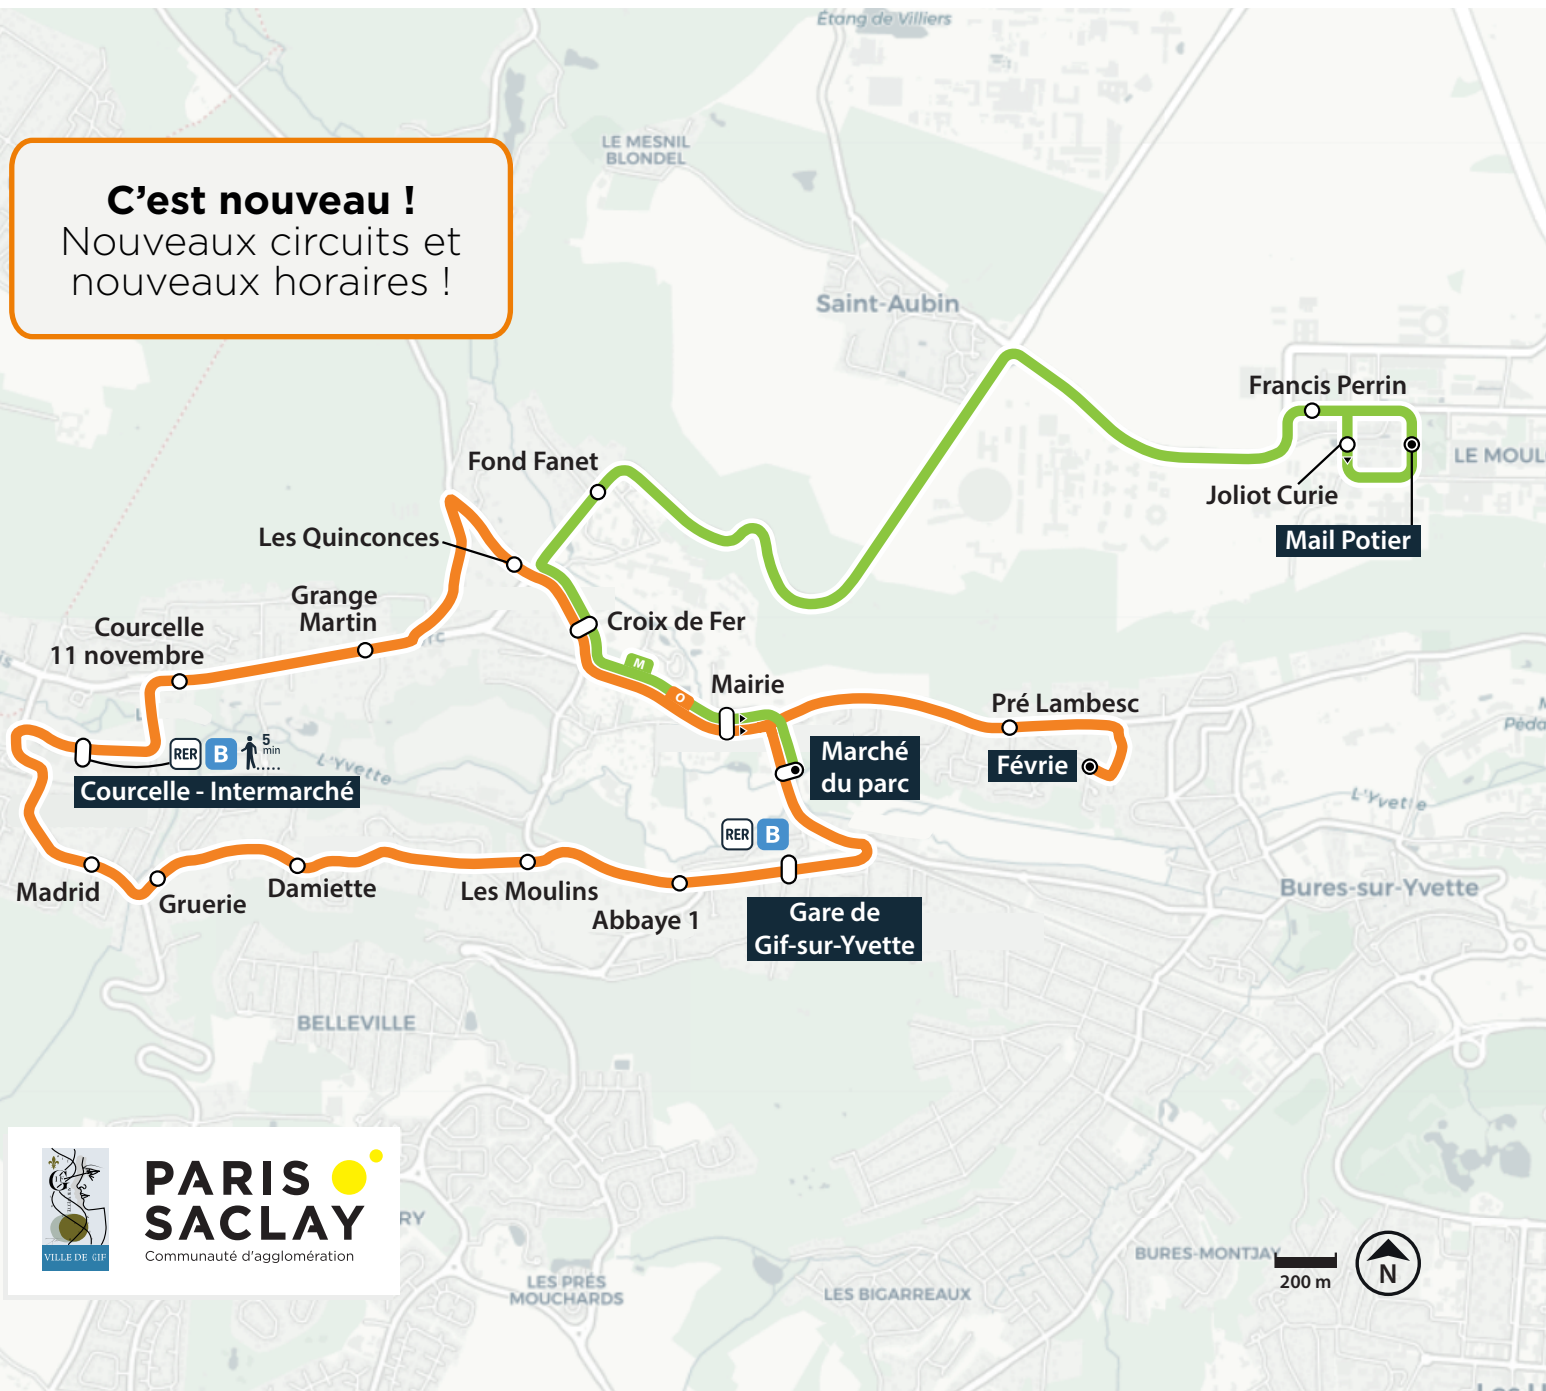 Étang de Villiers
LE MESNIL
BLONDEL
C'est nouveau !
Nouveaux circuits et
nouveaux horaires !
Saint-Aubin
Francis Perrin
LE MOUL
Joliot Curie
Mail Potier
Fond Fanet
Les Quinconces
Grange
Martin
Courcelle
11 novembre
Croix de Fer
M
O
Mairie
Pré Lambesc
Février
Marché
du parc
RER B
5
min
L'Yvette
Courcelle - Intermarché
RER B
L'Yvette
Madrid
Gruerie
Damiette
Les Moulins
Abbaye 1
Gare de
Gif-sur-Yvette
Bures-sur-Yvette
BELLEVILLE
VILLE DE GIF
PARIS
SACLAY
Communauté d'agglomération
RY
LES PRÉS
MOUCHARDS
LES BIGARREAUX
BURES-MONTJAY
200 m
N